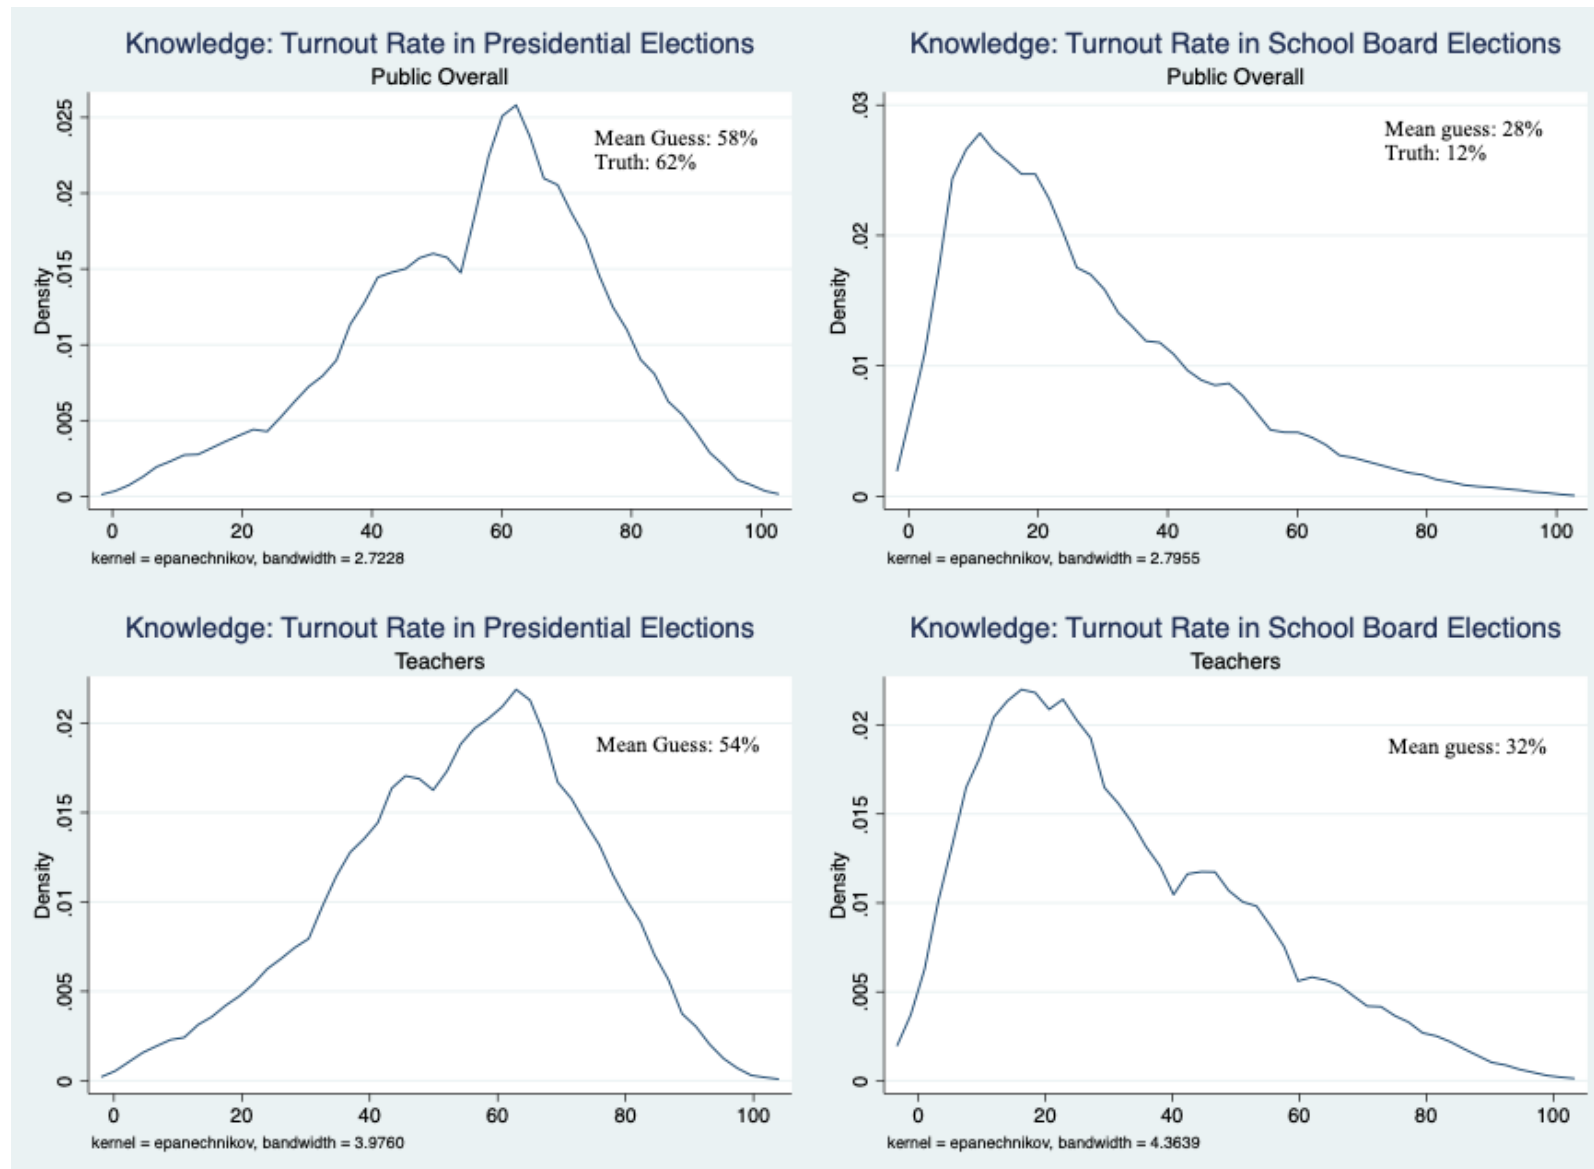 Knowledge: Turnout Rate in Presidential Elections
Public Overall
Mean Guess: 58%
Truth: 62%
Density
0 .005 .01 .015 .02 .025
0 20 40 60 80 100
kernel = epanechnikov, bandwidth = 2.7228
Knowledge: Turnout Rate in School Board Elections
Public Overall
Mean guess: 28%
Truth: 12%
Density
0 .01 .02 .03
0 20 40 60 80 100
kernel = epanechnikov, bandwidth = 2.7955
Knowledge: Turnout Rate in Presidential Elections
Teachers
Mean Guess: 54%
Density
0 .005 .01 .015 .02
0 20 40 60 80 100
kernel = epanechnikov, bandwidth = 3.9760
Knowledge: Turnout Rate in School Board Elections
Teachers
Mean guess: 32%
Density
0 .005 .01 .015 .02
0 20 40 60 80 100
kernel = epanechnikov, bandwidth = 4.3639